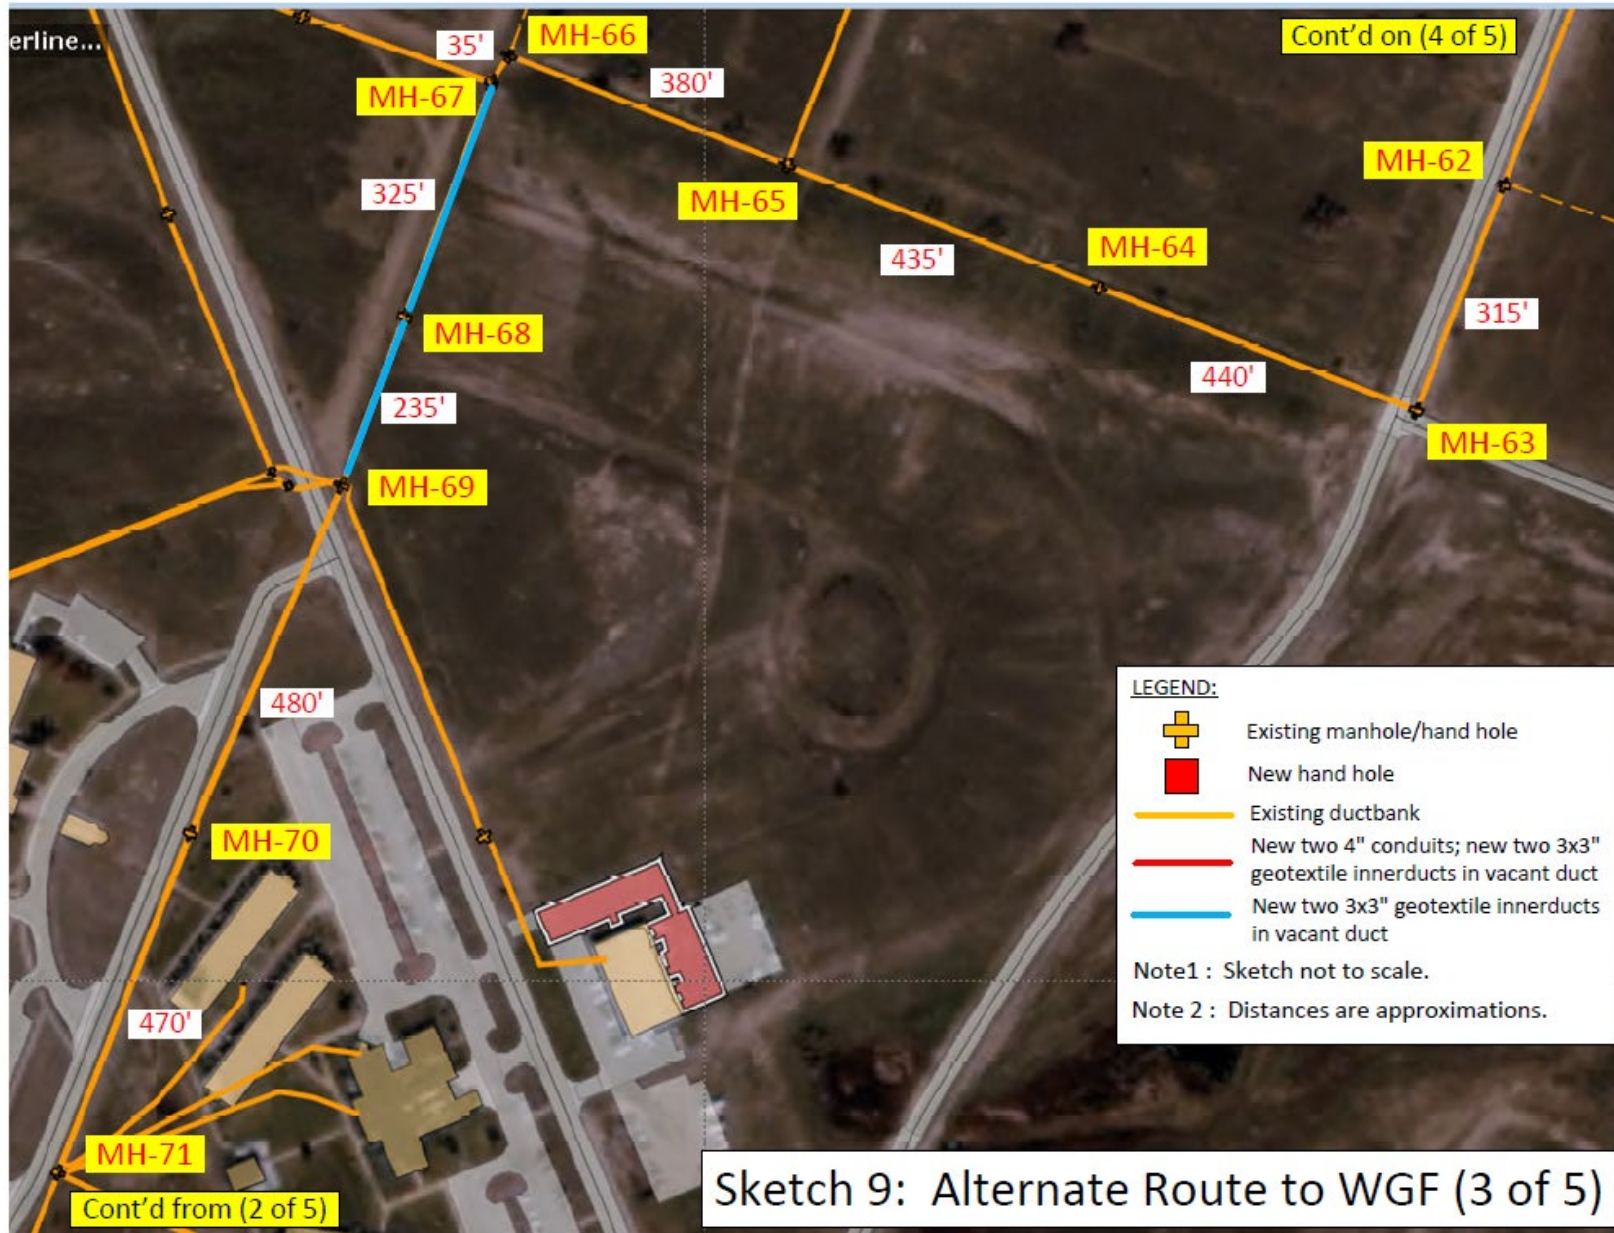 erline...
35'
MH-66
Cont'd on (4 of 5)
MH-67
380'
MH-62
325'
MH-65
435'
MH-64
315'
MH-68
440'
235'
MH-63
MH-69
480'
MH-70
470'
MH-71
Cont'd from (2 of 5)
LEGEND:
Existing manhole/hand hole
New hand hole
Existing ductbank
New two 4" conduits; new two 3x3"
geotextile innerducts in vacant duct
New two 3x3" geotextile innerducts
in vacant duct
Note1 : Sketch not to scale.
Note 2 : Distances are approximations.
Sketch 9: Alternate Route to WGF (3 of 5)